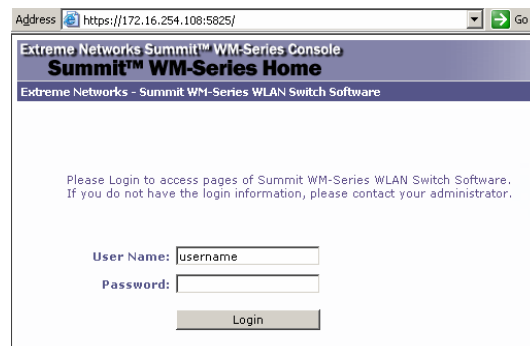 Address https://172.16.254.108:5825/ Go
Extreme Networks Summit™ WM-Series Console
Summit™ WM-Series Home
Extreme Networks - Summit WM-Series WLAN Switch Software
Please Login to access pages of Summit WM-Series WLAN Switch Software.
If you do not have the login information, please contact your administrator.
User Name: username
Password:
Login